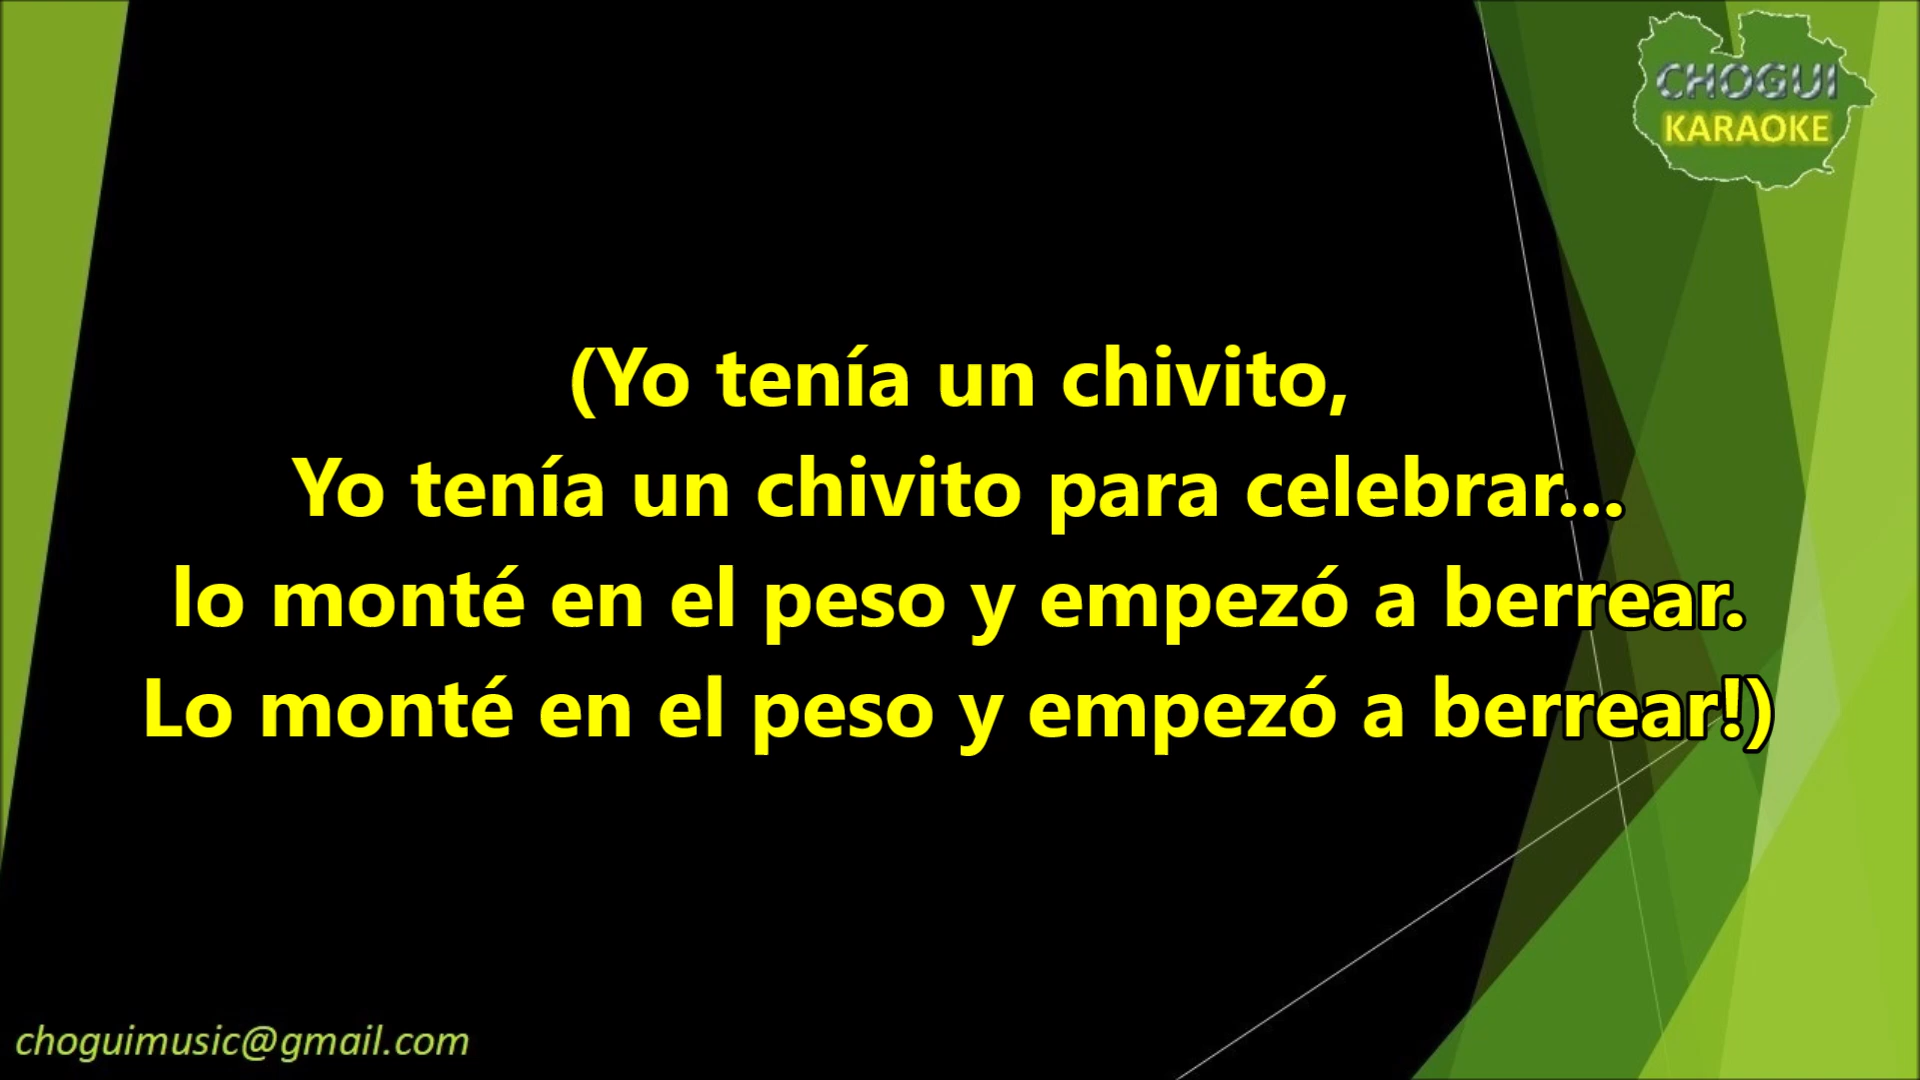 CHOGUI
KARAOKE
(Yo tenía un chivito,
Yo tenía un chivito para celebrar...
lo monté en el peso y empezó a berrear.
Lo monté en el peso y empezó a berrear!)
choguimusic@gmail.com